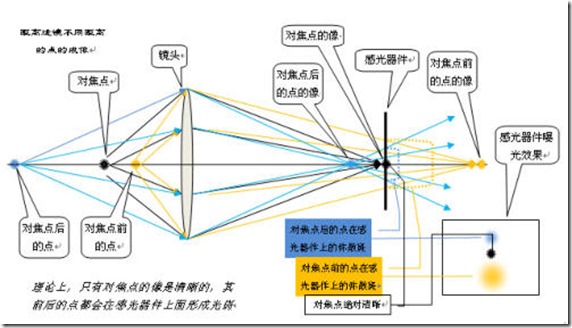 距离透镜不同距离
的点的成像
镜头
对焦点的像
感光器件
对焦点前
的点的像
对焦点
对焦点后
的点的像
感光器件曝
光效果
对焦点后
的点
对焦点前
的点
对焦点后的点在感
光器件上的弥散斑
对焦点前的点在感
光器件上的弥散斑
对焦点绝对清晰
理论上，只有对焦点的像是清晰的，其
前后的点都会在感光器件上面形成光斑